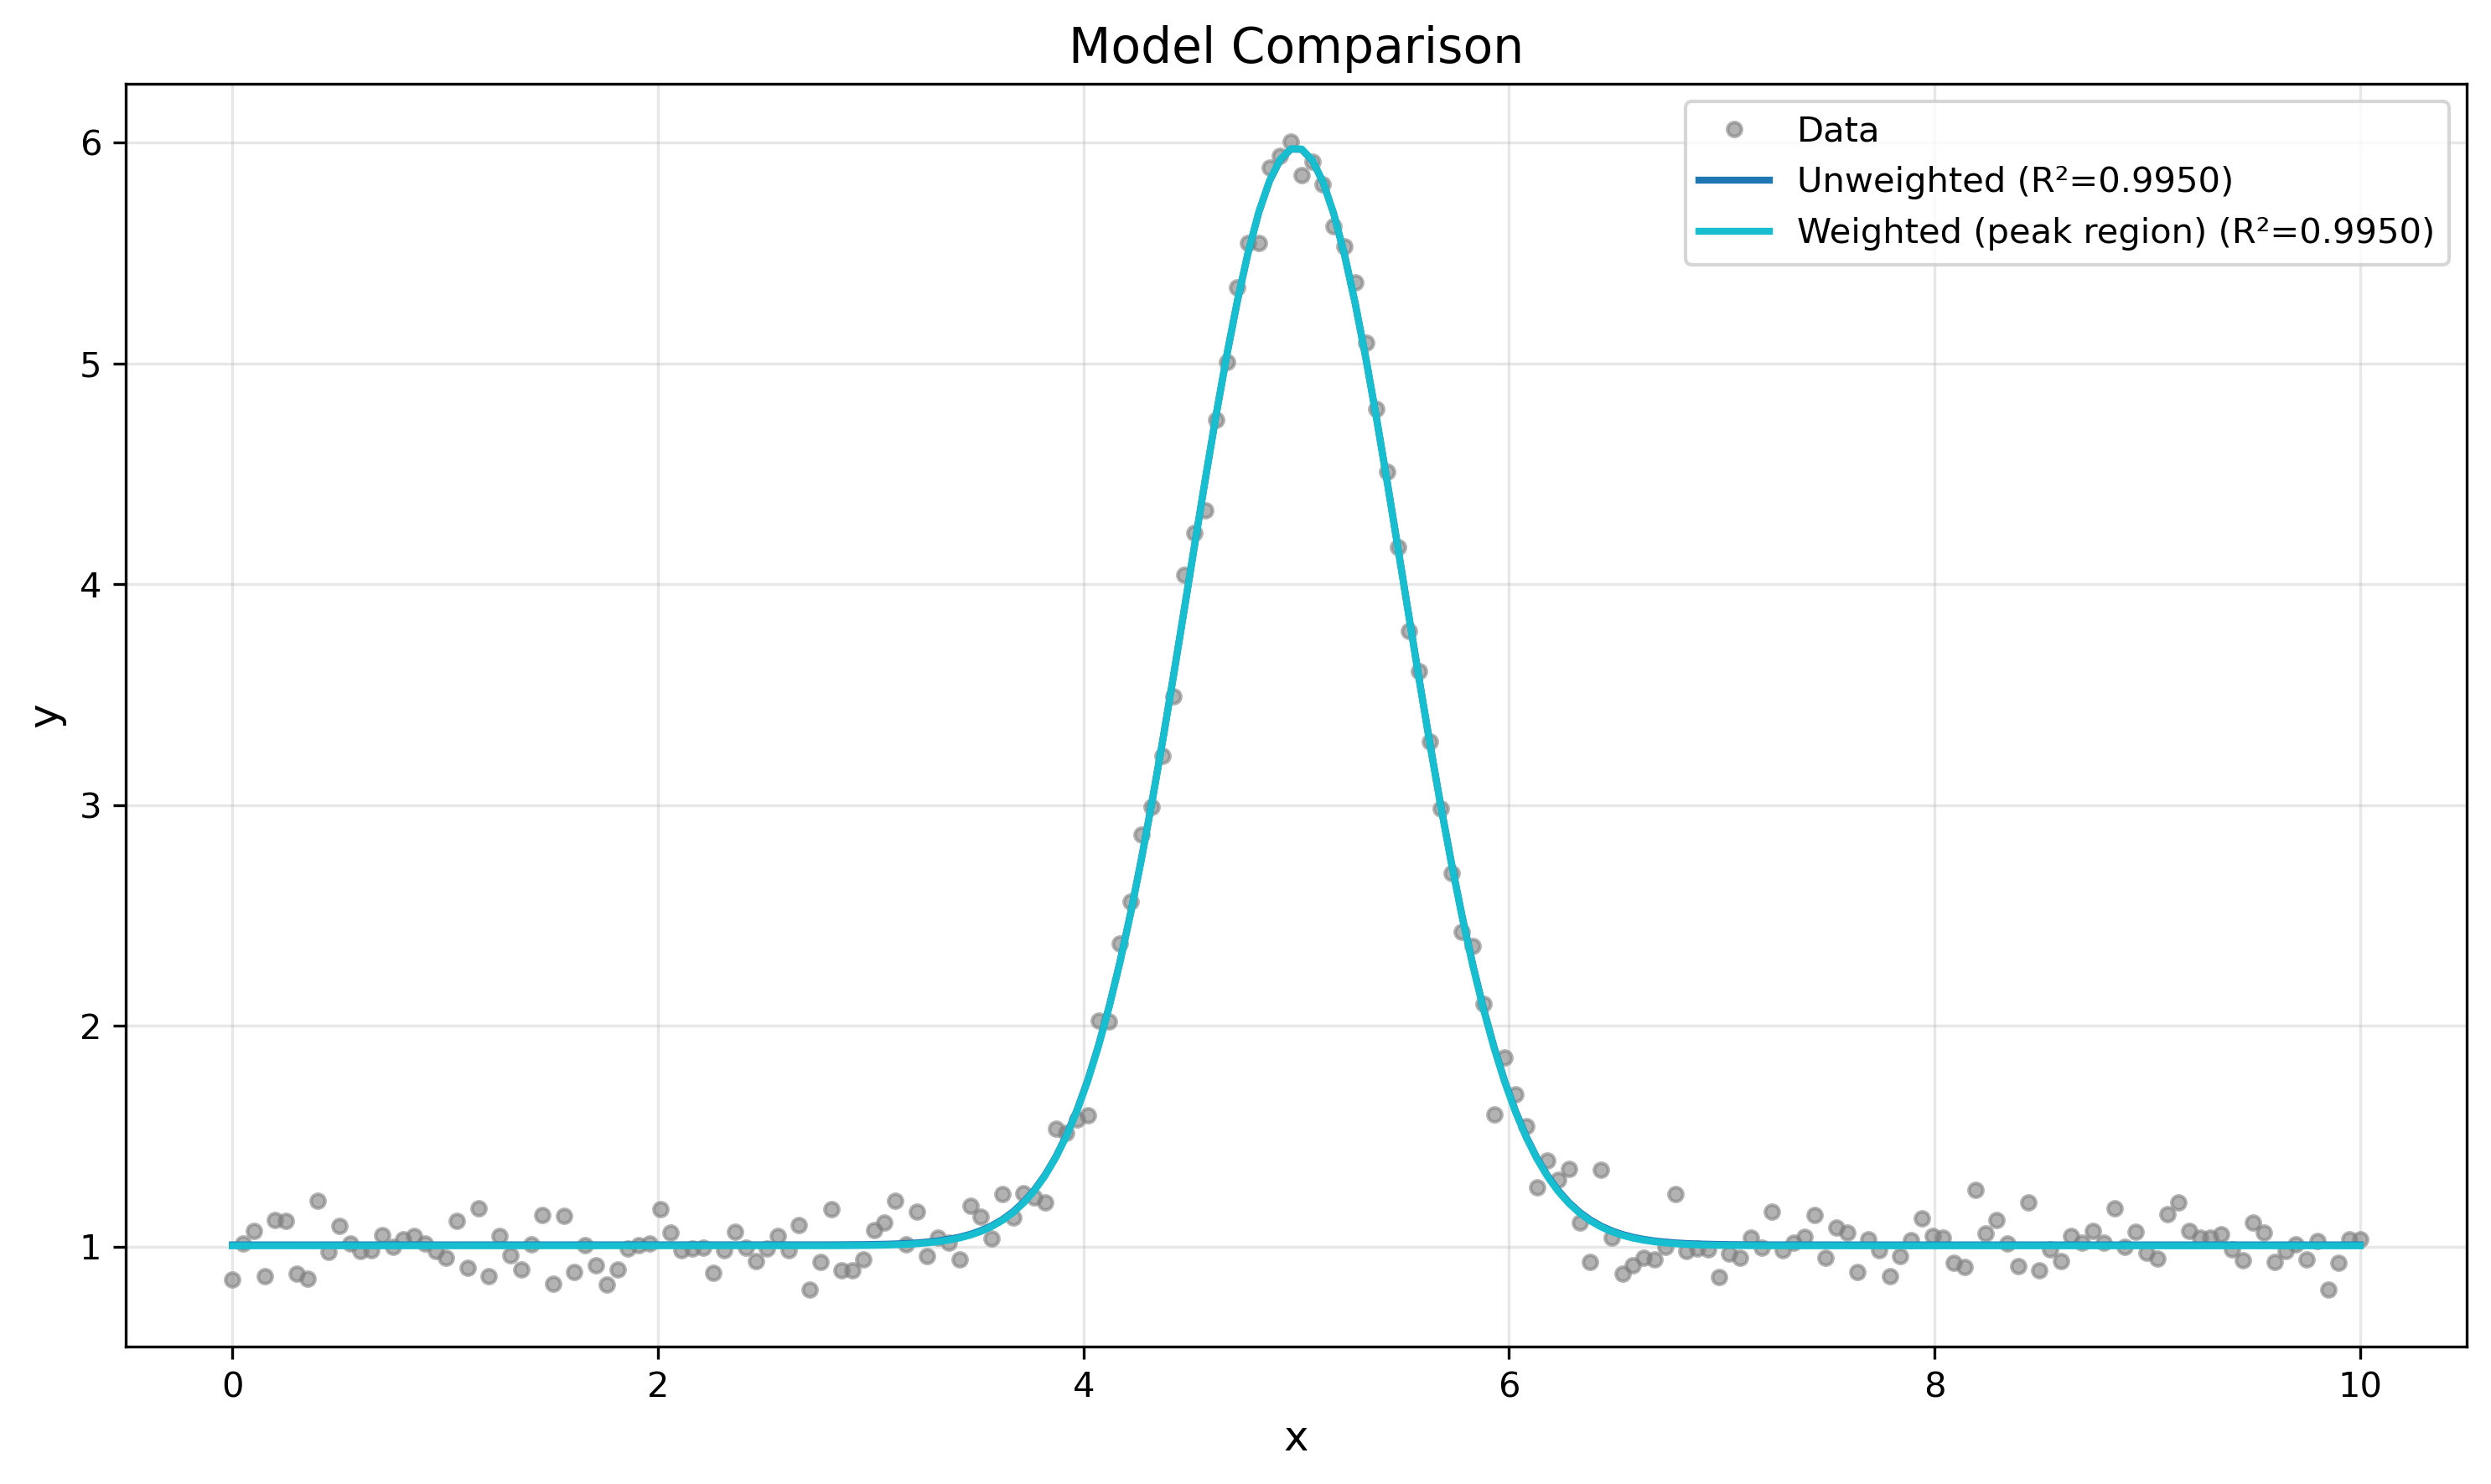 Model Comparison
Data
Unweighted (R²=0.9950)
Weighted (peak region) (R²=0.9950)
6
5
4
3
2
1
y
0 2 4 6 8 10
x